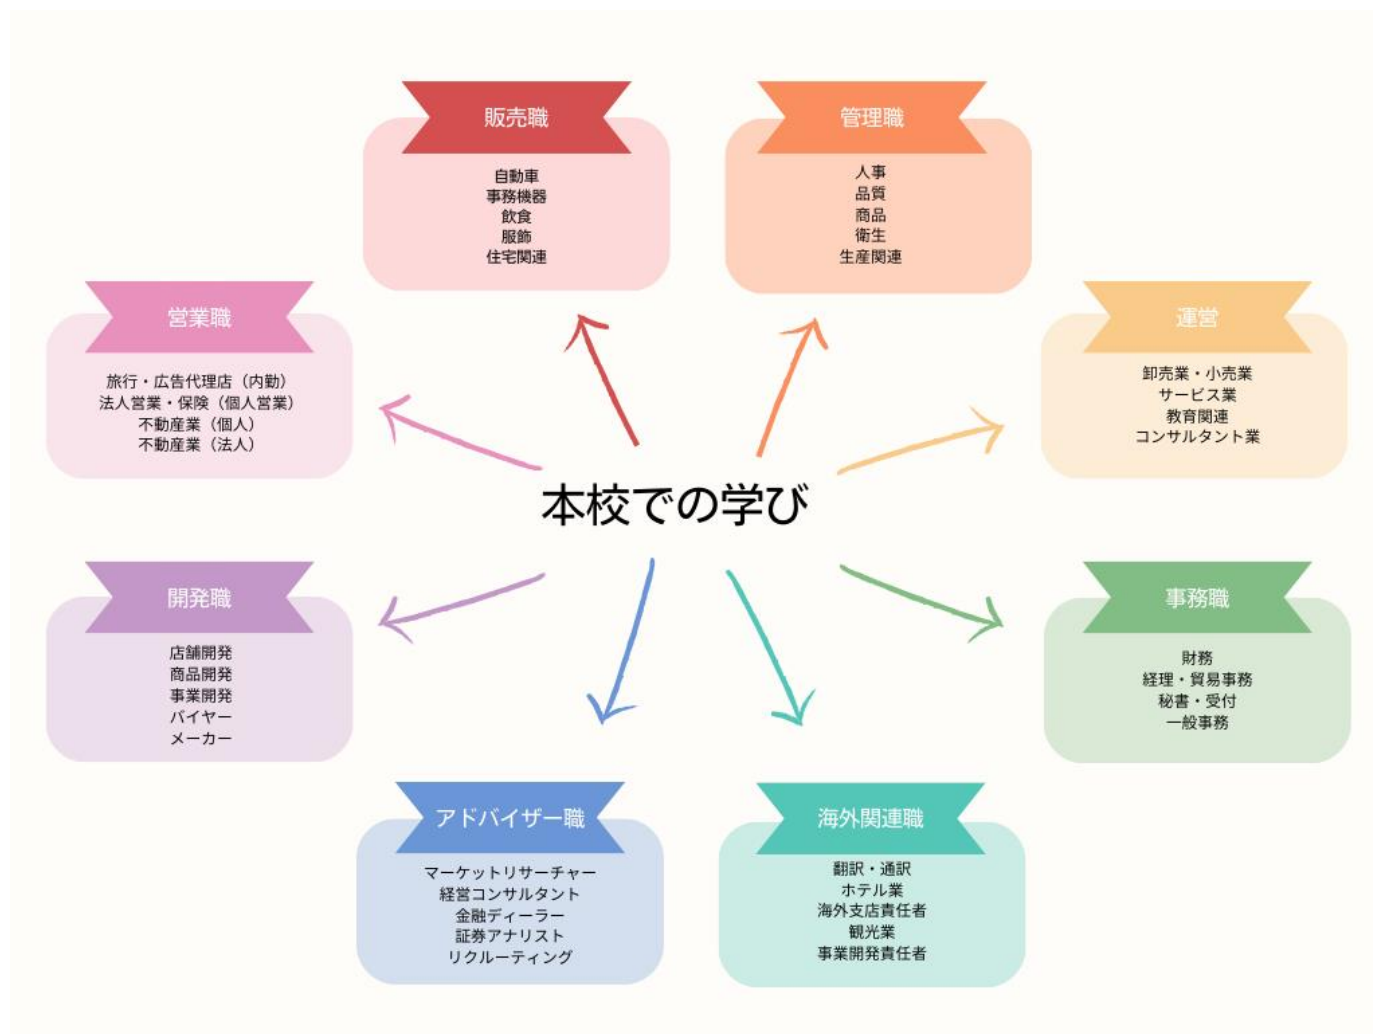 販売職
自動車
事務機器
飲食
服飾
住宅関連
管理職
人事
品質
商品
衛生
生産関連
営業職
旅行・広告代理店（内勤）
法人営業・保険（個人営業）
不動産業（個人）
不動産業（法人）
運営
卸売業・小売業
サービス業
教育関連
コンサルタント業
本校での学び
開発職
店舗開発
商品開発
事業開発
バイヤー
メーカー
事務職
財務
経理・貿易事務
秘書・受付
一般事務
アドバイザー職
マーケットリサーチャー
経営コンサルタント
金融ディーラー
証券アナリスト
リクルーティング
海外関連職
翻訳・通訳
ホテル業
海外支店責任者
観光業
事業開発責任者